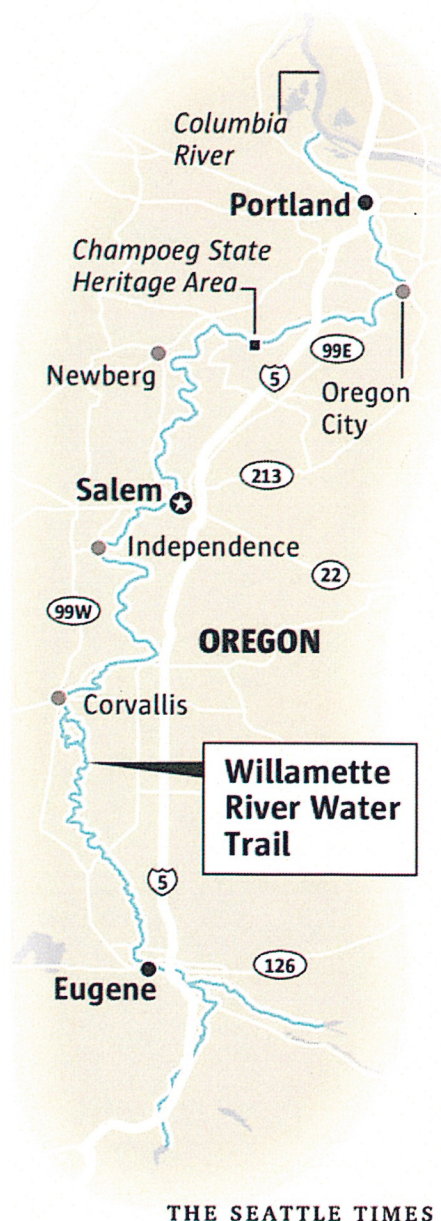 Columbia
River
Portland
Champoeg State
Heritage Area
99E
Newberg
5
Oregon
City
213
Salem
Independence
22
99W
OREGON
Corvallis
Willamette
River Water
Trail
5
126
Eugene
THE SEATTLE TIMES